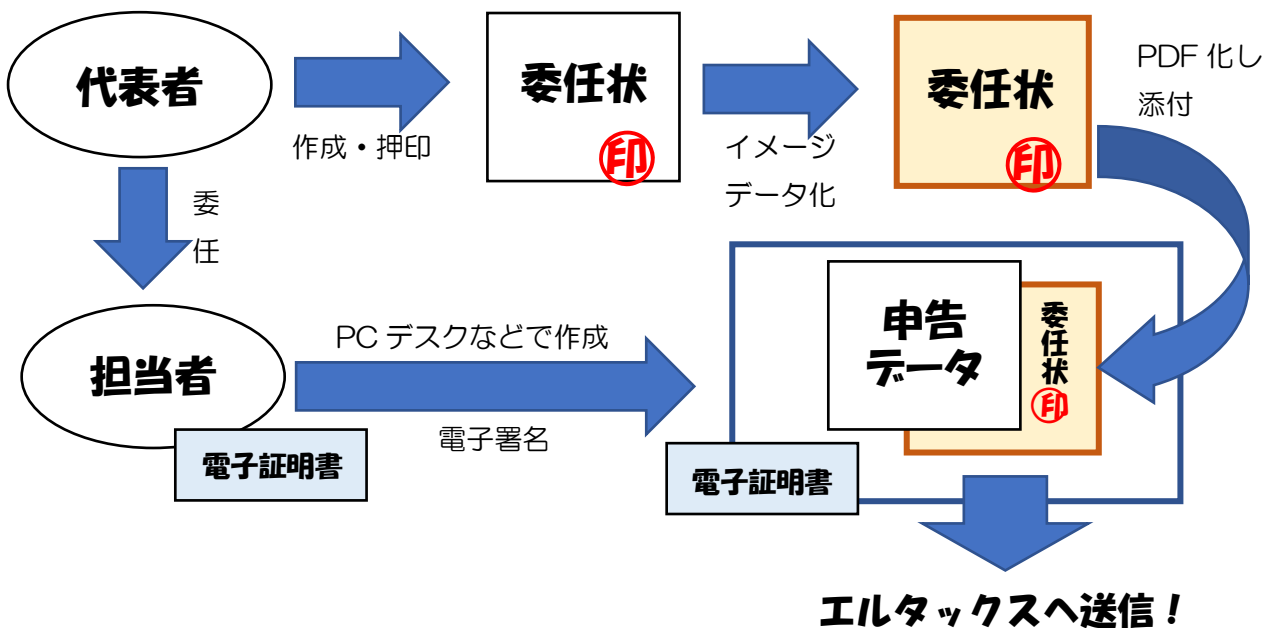 代表者
作成・押印
委任状
印
イメージ
データ化
委任状
印
PDF 化し
添付
委
任
担当者
電子証明書
PC デスクなどで作成
電子署名
申告
データ
委任状
印
電子証明書
エルタックスへ送信！